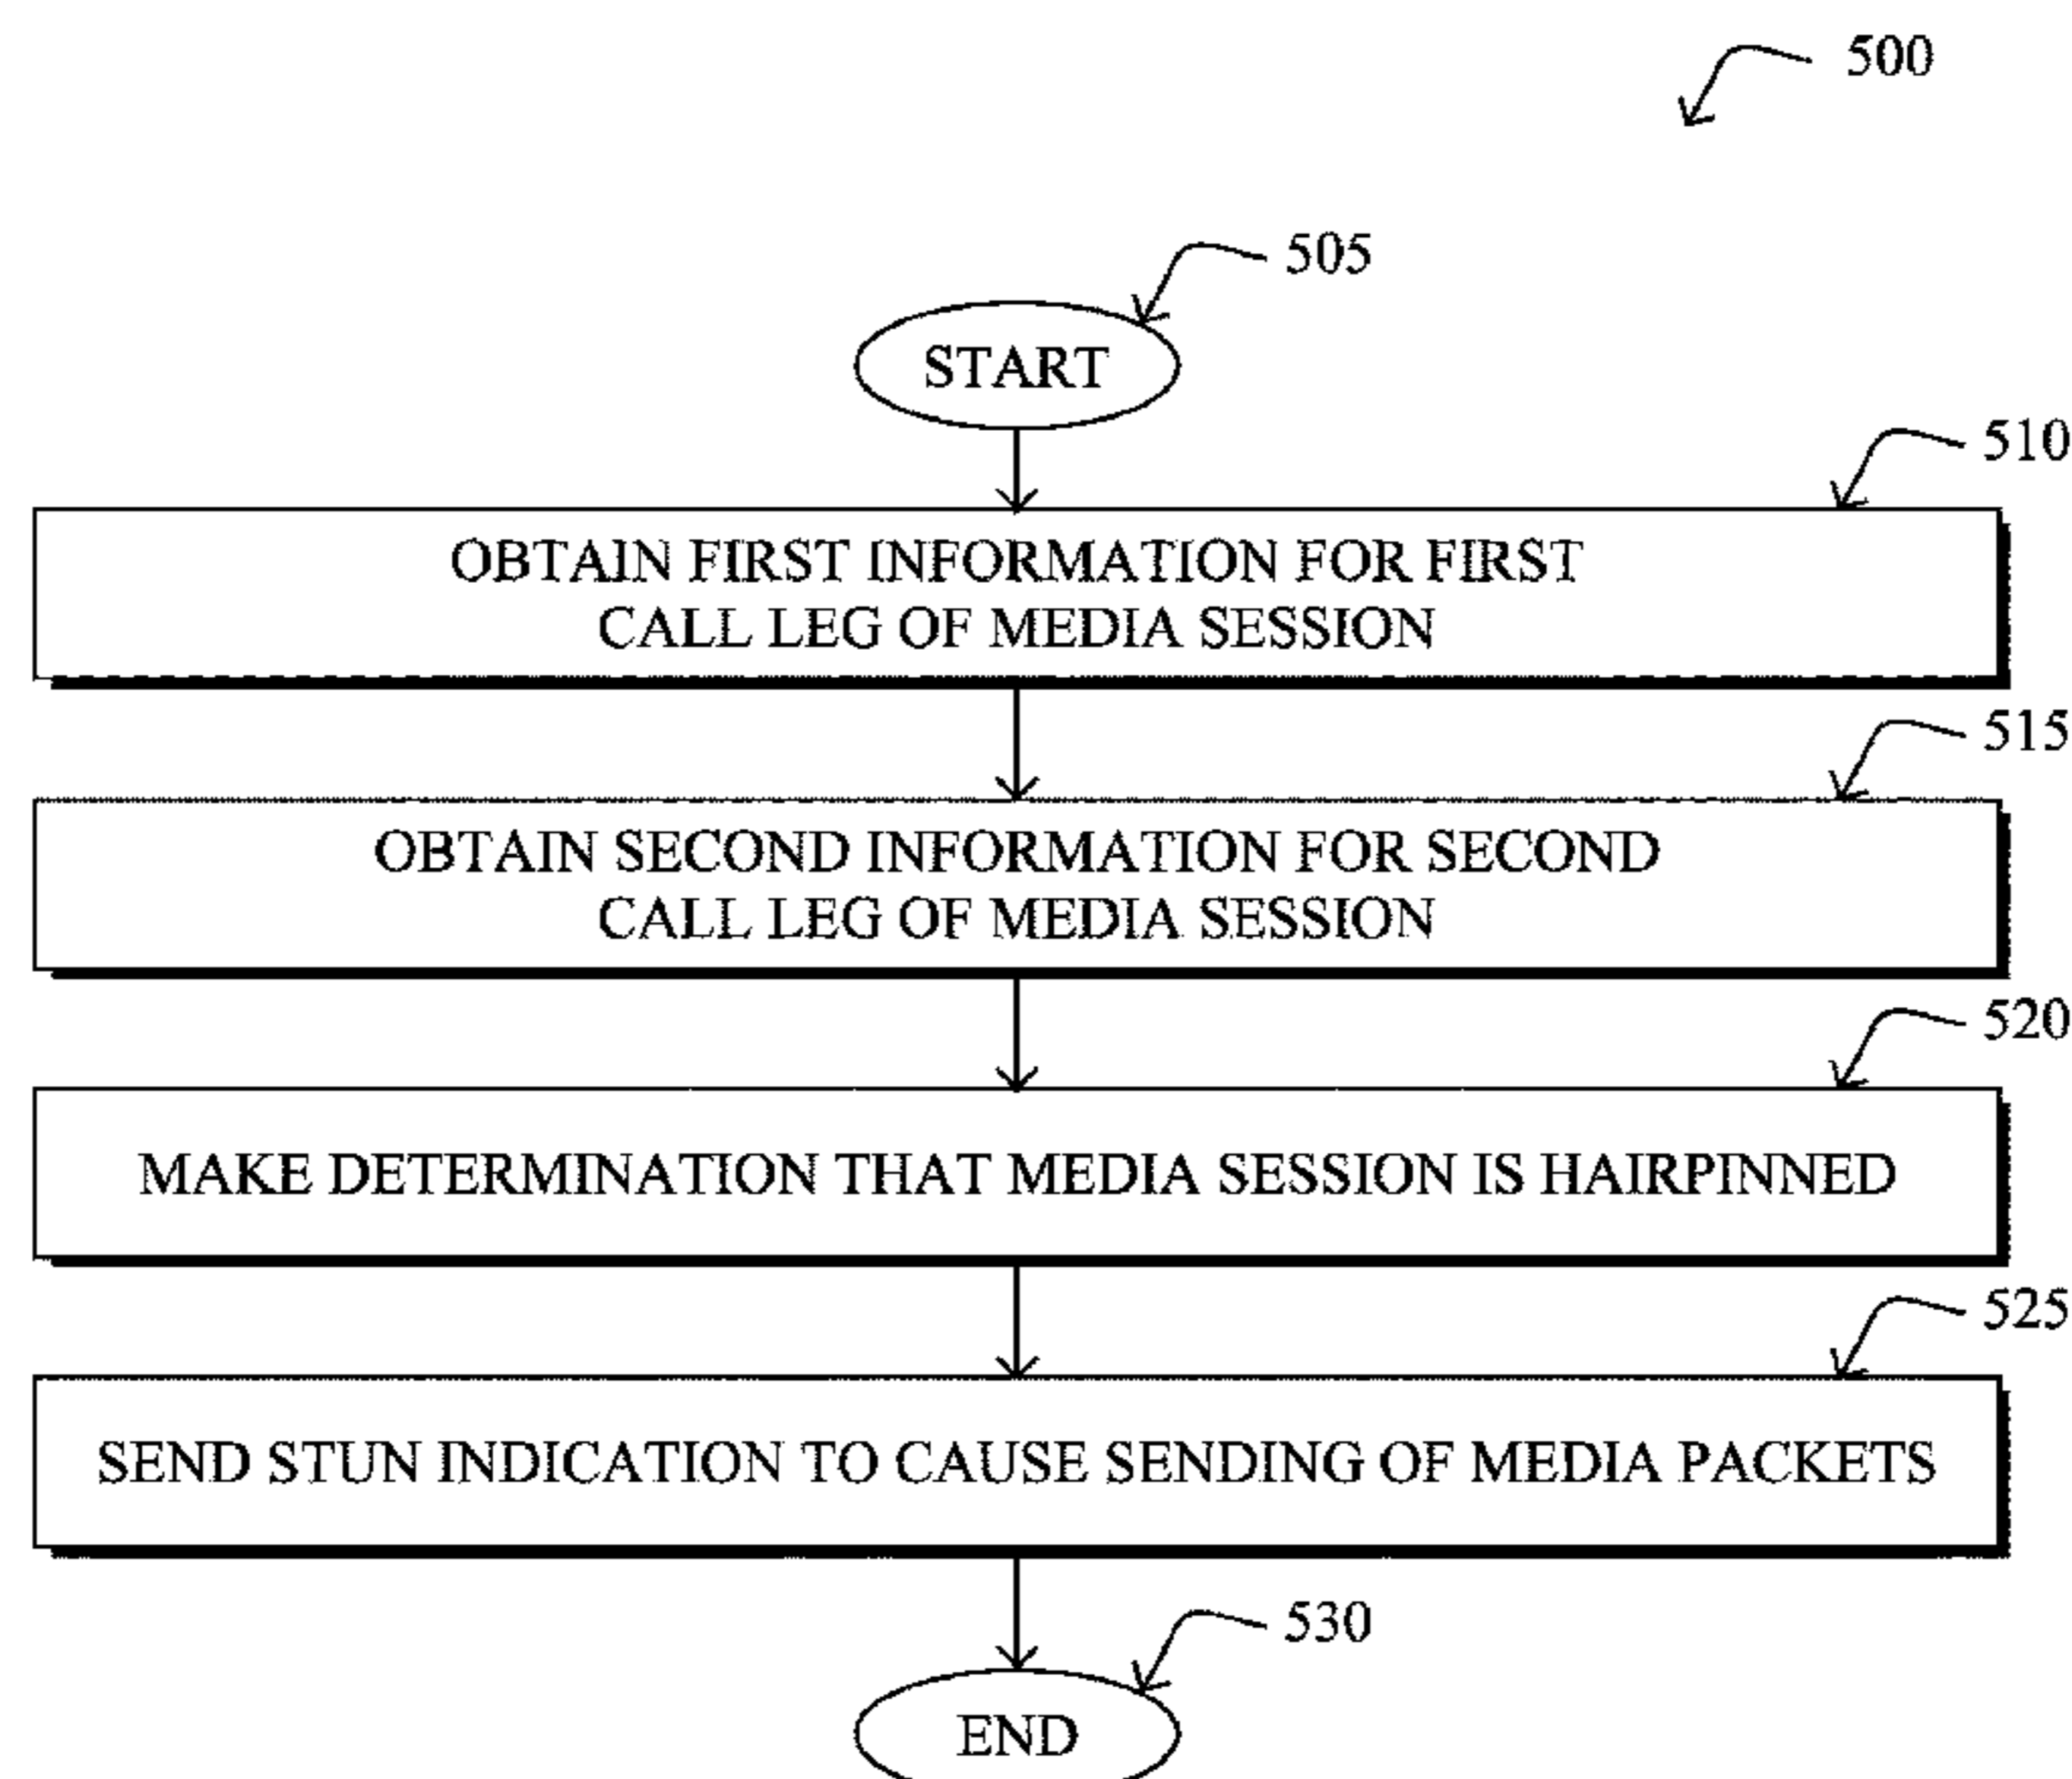 500
505
START
510
OBTAIN FIRST INFORMATION FOR FIRST
CALL LEG OF MEDIA SESSION
515
OBTAIN SECOND INFORMATION FOR SECOND
CALL LEG OF MEDIA SESSION
520
MAKE DETERMINATION THAT MEDIA SESSION IS HAIRPINNED
525
SEND STUN INDICATION TO CAUSE SENDING OF MEDIA PACKETS
530
END